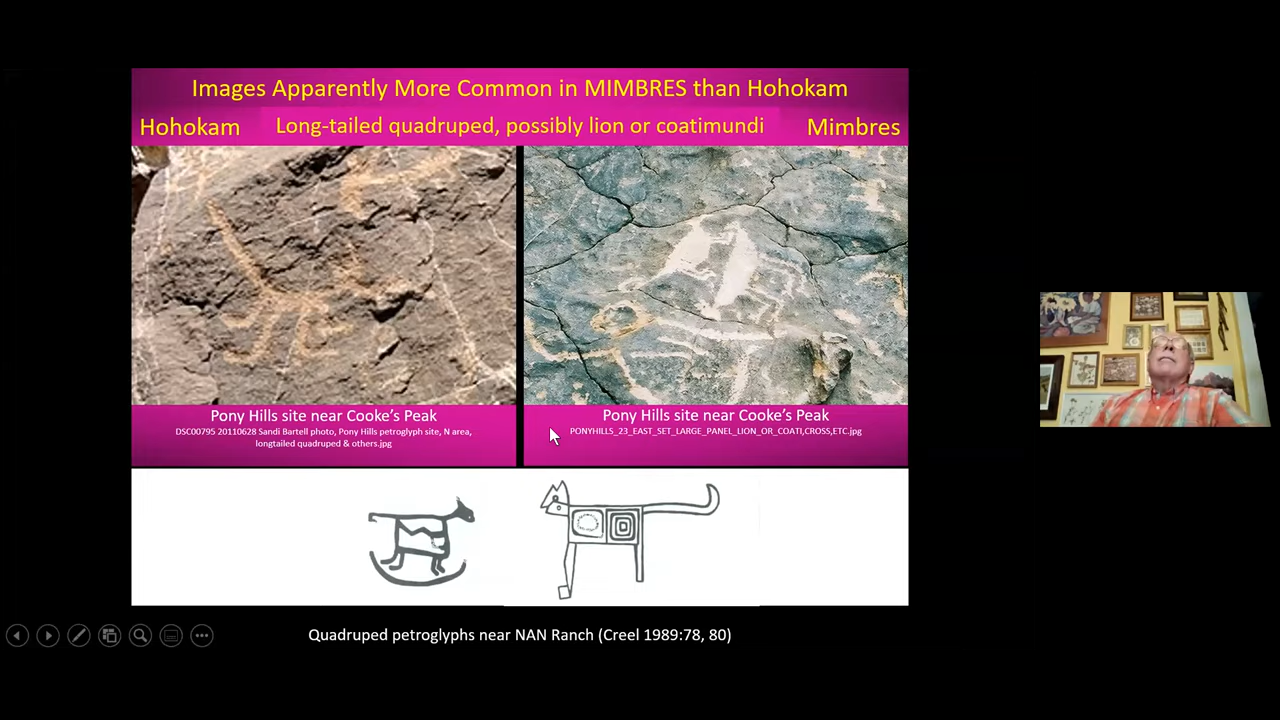 Images Apparently More Common in MIMBRES than Hohokam
Hohokam
Long-tailed quadruped, possibly lion or coatimundi
Mimbres
Pony Hills site near Cooke's Peak
DSC00795 20110628 Sandi Bartell photo, Pony Hills petroglyph site, N area,
longtailed quadruped & others.jpg
Pony Hills site near Cooke's Peak
PONYHILLS_23_EAST_SET_LARGE_PANEL_LION_OR_COATI,CROSS,ETC.jpg
Quadruped petroglyphs near NAN Ranch (Creel 1989:78, 80)